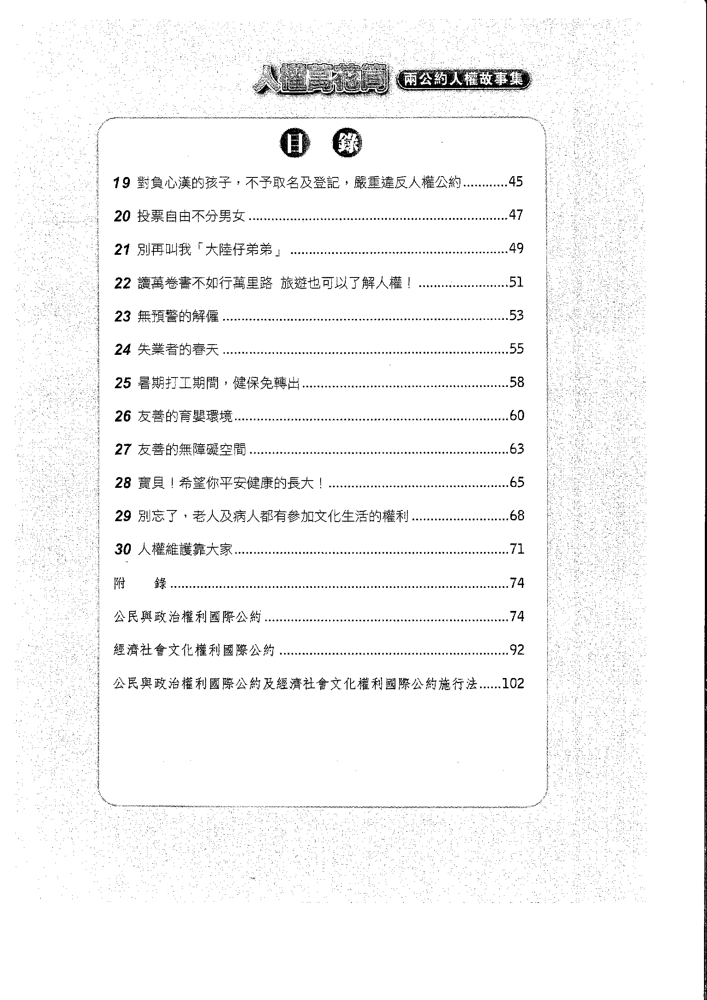 人權萬花筒 兩公約人權故事集
目 錄
19 對負心漢的孩子，不予取名及登記，嚴重違反人權公約............45
20 投票自由不分男女......................................................................47
21 別再叫我「大陸仔弟弟」...........................................................49
22 讀萬卷書不如行萬里路 旅遊也可以了解人權！........................51
23 無預警的解僱.............................................................................53
24 失業者的春天.............................................................................55
25 暑期打工期間，健保免轉出........................................................58
26 友善的育嬰環境..........................................................................60
27 友善的無障礙空間......................................................................63
28 寶貝！希望你平安健康的長大！.................................................65
29 別忘了，老人及病人都有參加文化生活的權利..........................68
30 人權維護靠大家..........................................................................71
附 錄...........................................................................................74
公民與政治權利國際公約..................................................................74
經濟社會文化權利國際公約..............................................................92
公民與政治權利國際公約及經濟社會文化權利國際公約施行法......102